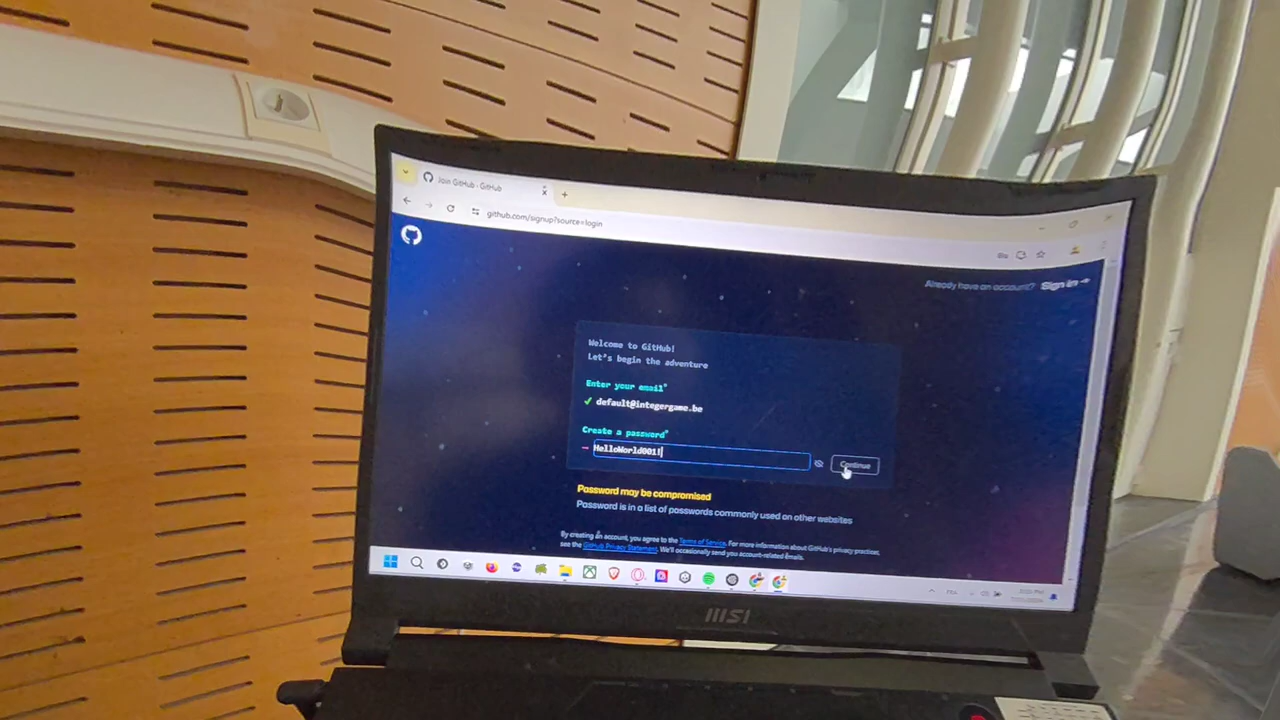 Join GitHub · GitHub
github.com/signup?source=login
Already have an account? Sign in →
Welcome to GitHub!
Let's begin the adventure
Enter your email*
✓ default@integergame.be
Create a password*
HelloWorld001!
Continue
Password may be compromised
Password is in a list of passwords commonly used on other websites
By creating an account, you agree to the Terms of Service. For more information about GitHub's privacy practices,
see the GitHub Privacy Statement. We'll occasionally send you account-related emails.
msi